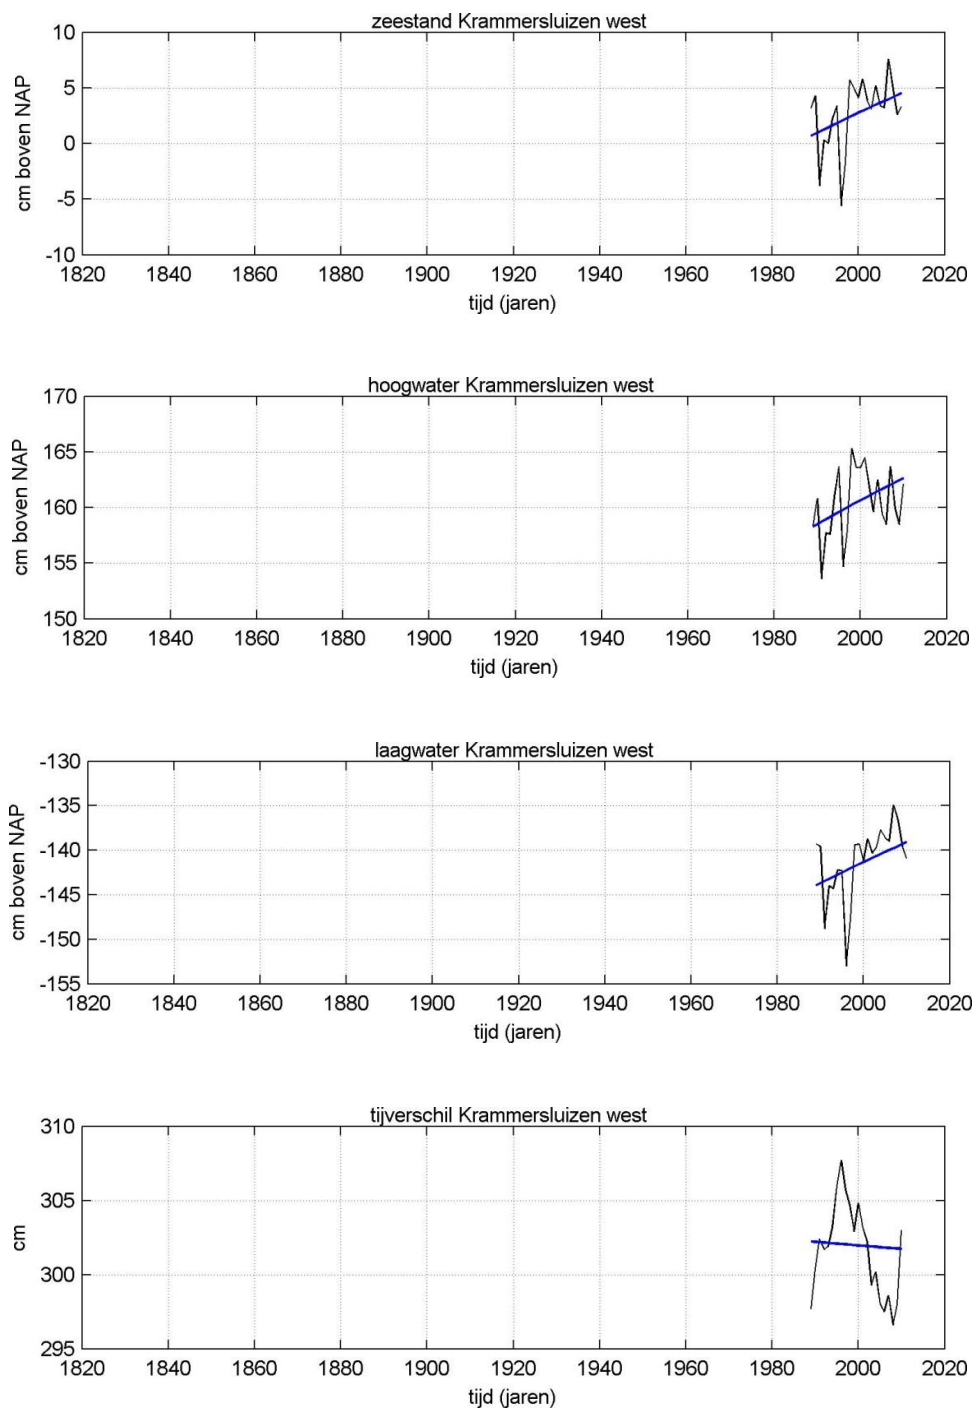 zeestand Krammersluizen west
10
5
0
-5
-10
cm boven NAP
1820 1840 1860 1880 1900 1920 1940 1960 1980 2000 2020
tijd (jaren)
hoogwater Krammersluizen west
170
165
160
155
150
cm boven NAP
1820 1840 1860 1880 1900 1920 1940 1960 1980 2000 2020
tijd (jaren)
laagwater Krammersluizen west
-130
-135
-140
-145
-150
-155
cm boven NAP
1820 1840 1860 1880 1900 1920 1940 1960 1980 2000 2020
tijd (jaren)
tijverschil Krammersluizen west
310
305
300
295
cm
1820 1840 1860 1880 1900 1920 1940 1960 1980 2000 2020
tijd (jaren)